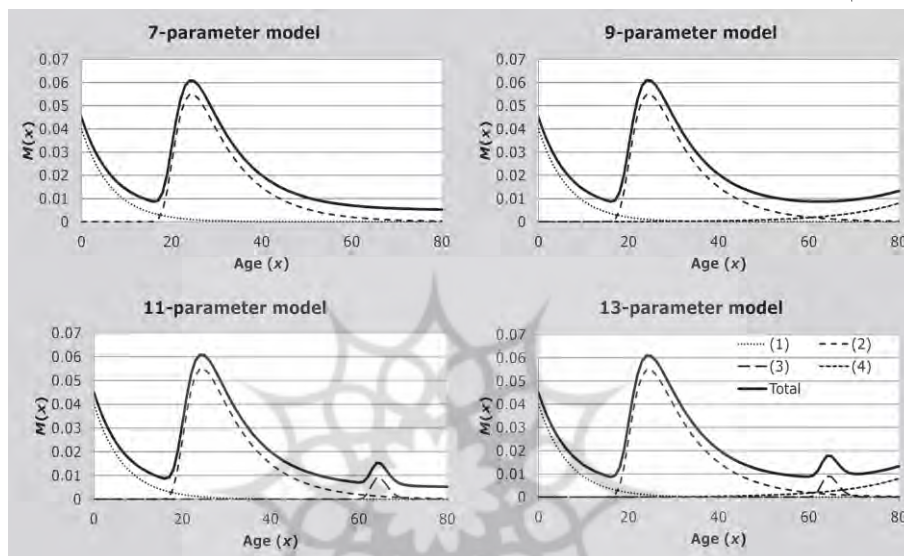 7-parameter model
0.07
0.06
0.05
0.04
0.03
0.02
0.01
0
M(x)
0 20 40 60 80
Age (x)
9-parameter model
0.07
0.06
0.05
0.04
0.03
0.02
0.01
0
M(x)
0 20 40 60 80
Age (x)
11-parameter model
0.07
0.06
0.05
0.04
0.03
0.02
0.01
0
M(x)
0 20 40 60 80
Age (x)
13-parameter model
0.07
0.06
0.05
0.04
0.03
0.02
0.01
0
M(x)
(1) (2)
(3) (4)
Total
0 20 40 60 80
Age (x)